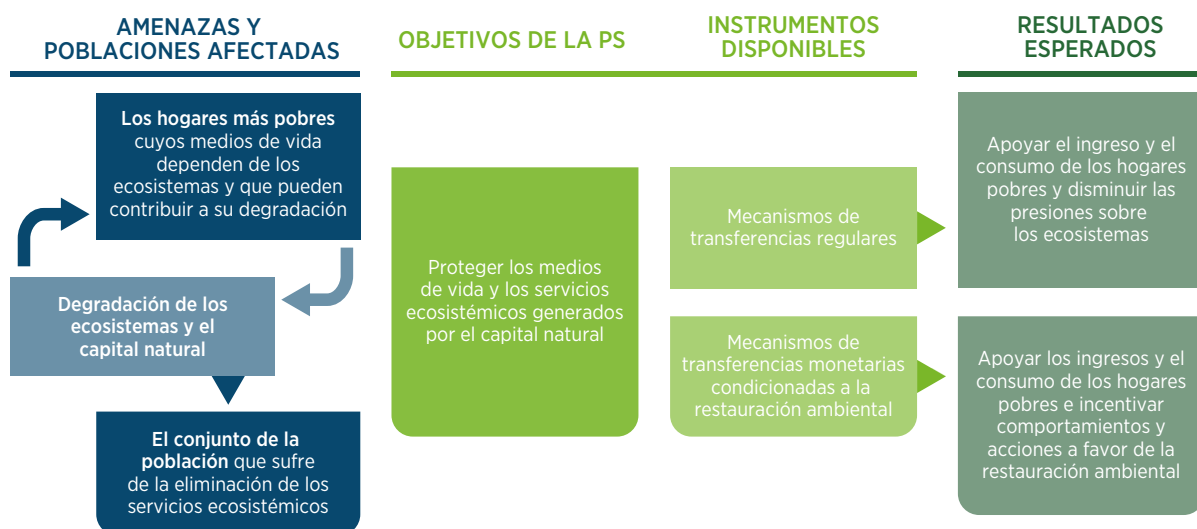 AMENAZAS Y
POBLACIONES AFECTADAS
OBJETIVOS DE LA PS
INSTRUMENTOS
DISPONIBLES
RESULTADOS
ESPERADOS
Los hogares más pobres
cuyos medios de vida
dependen de los
ecosistemas y que pueden
contribuir a su degradación
Degradación de los
ecosistemas y el
capital natural
El conjunto de la
población que sufre
de la eliminación de los
servicios ecosistémicos
Proteger los medios
de vida y los servicios
ecosistémicos generados
por el capital natural
Mecanismos de
transferencias regulares
Mecanismos de
transferencias monetarias
condicionadas a la
restauración ambiental
Apoyar el ingreso y el
consumo de los hogares
pobres y disminuir las
presiones sobre
los ecosistemas
Apoyar los ingresos y el
consumo de los hogares
pobres e incentivar
comportamientos y
acciones a favor de la
restauración ambiental